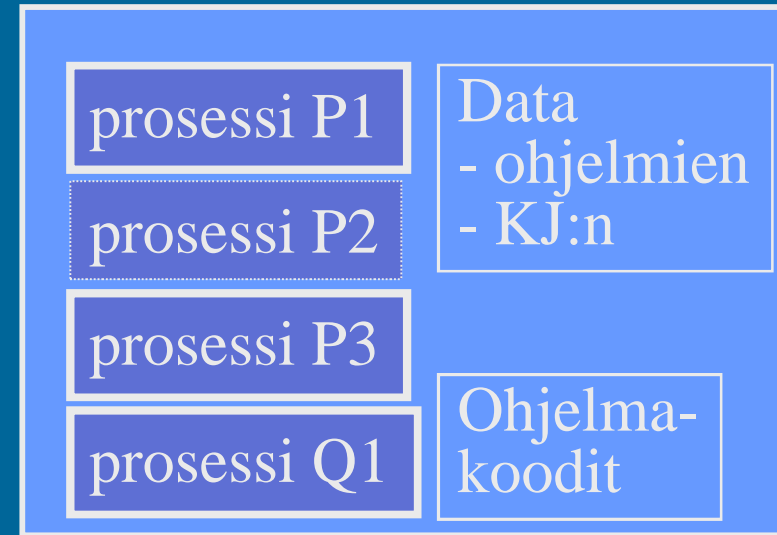 prosessi P1
prosessi P2
prosessi P3
prosessi Q1
Data
- ohjelmien
- KJ:n
Ohjelma-
koodit